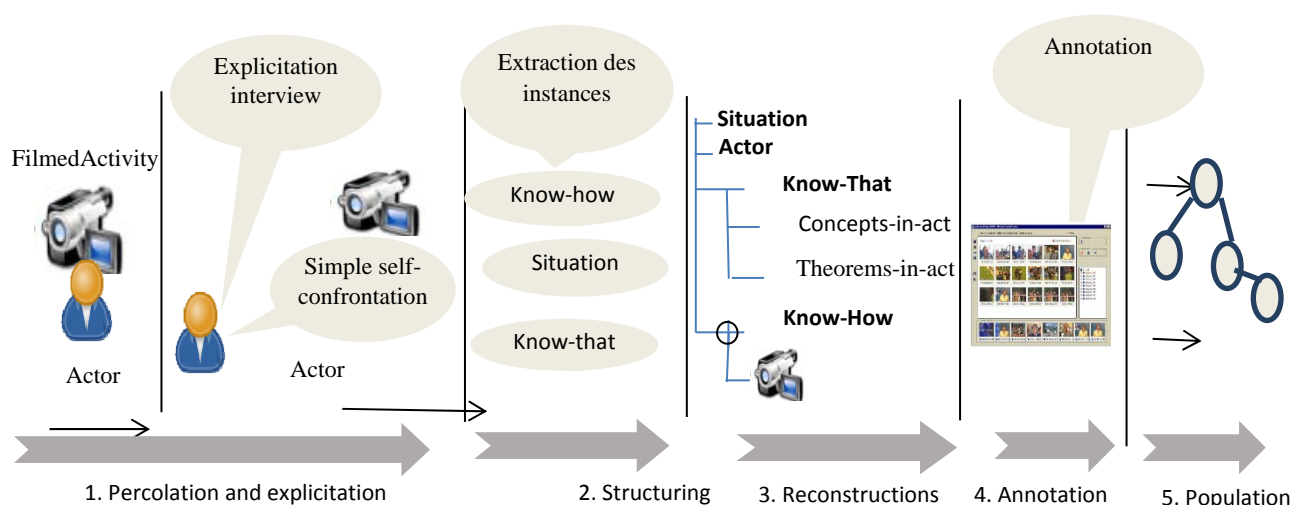 FilmedActivity
Actor
Explicitation
interview
Simple self-
confrontation
Actor
Extraction des
instances
Know-how
Situation
Know-that
Situation
Actor
Know-That
Concepts-in-act
Theorems-in-act
Know-How
Annotation
1. Percolation and explicitation
2. Structuring
3. Reconstructions
4. Annotation
5. Population